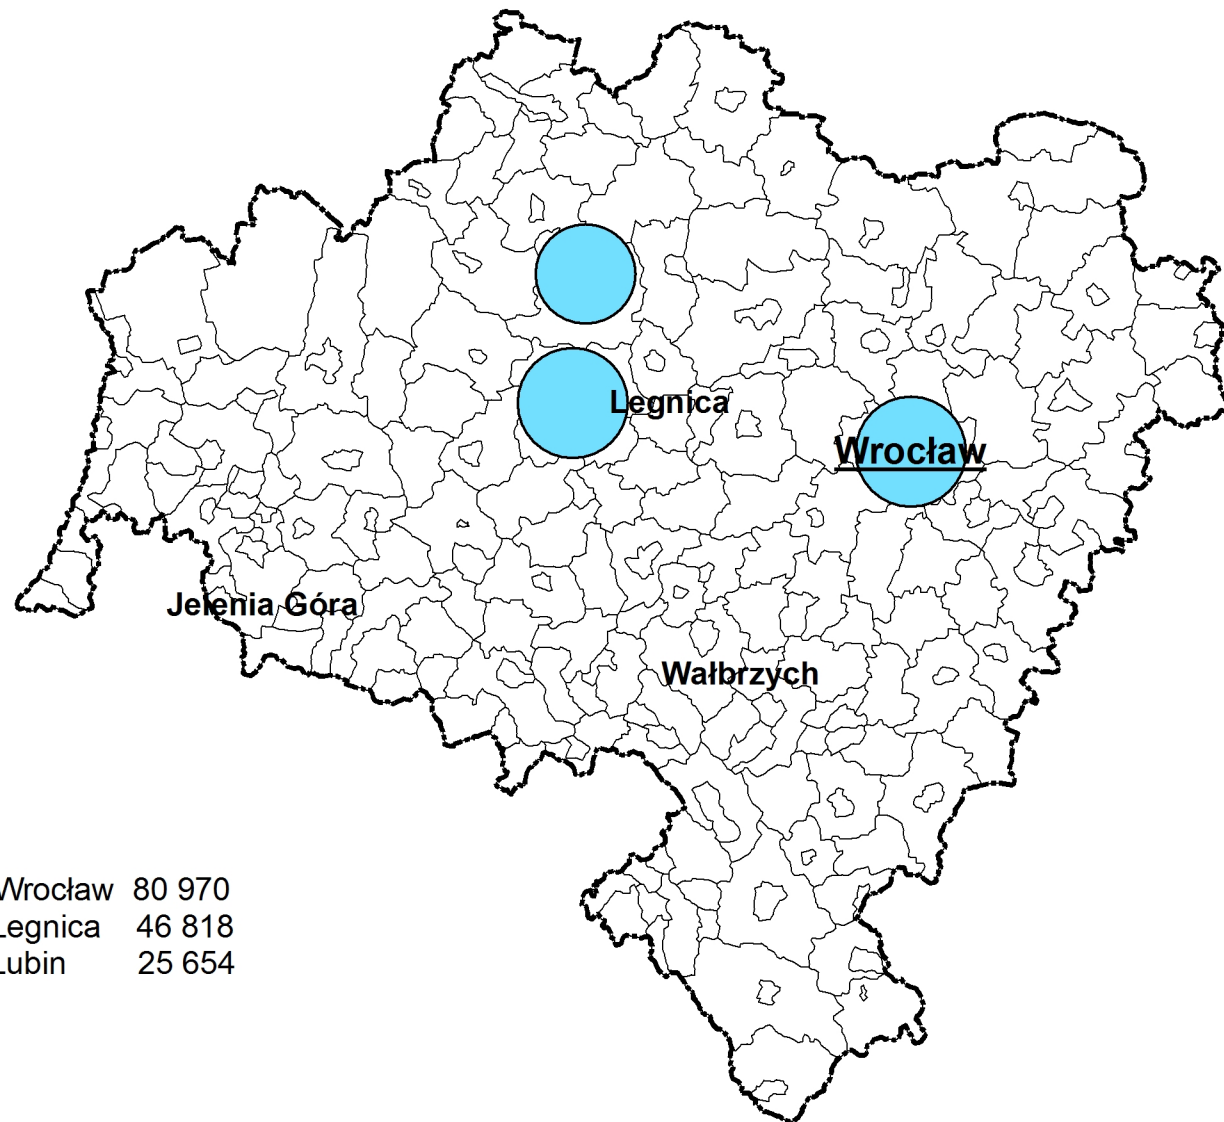 Legnica
Wrocław
Jelenia Góra
Wałbrzych
Wrocław 80 970
Legnica 46 818
Lubin 25 654